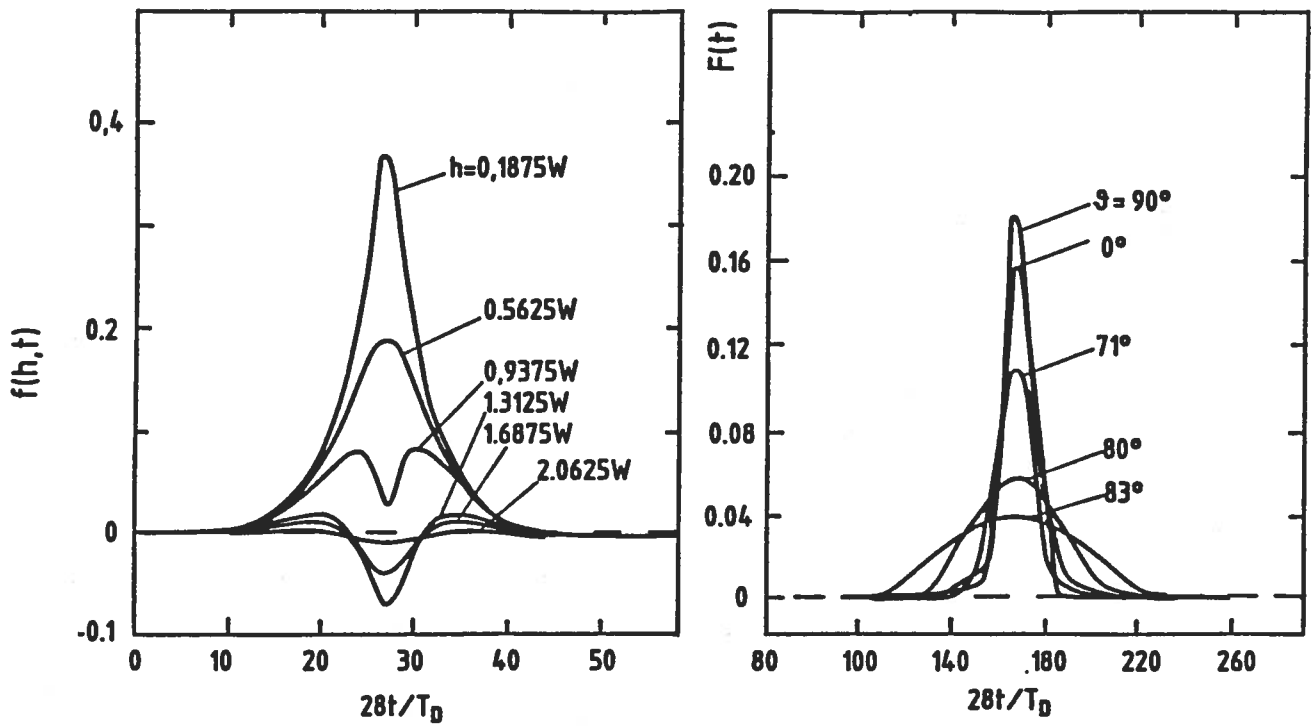 0,4
0.2
0
-0.1
f(h,t)
h=0,1875W
0.5625W
0,9375W
1.3125W
1.6875W
2.0625W
0
10
20
30
40
50
28t/T_D
F(t)
0.20
0.16
0.12
0.08
0.04
0
ϑ= 90°
0°
71°
80°
83°
80
100
140
180
220
260
28t/T_D